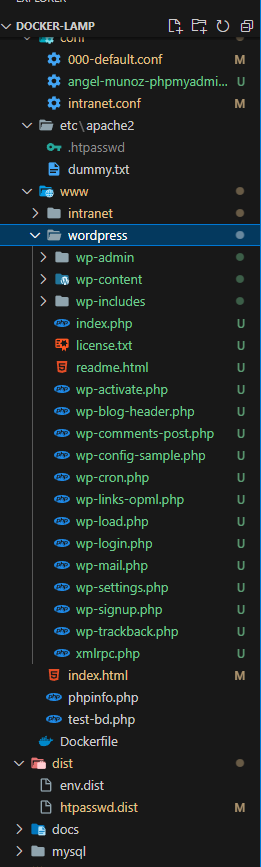 EXPLORER
DOCKER-LAMP
conf
000-default.conf M
angel-munoz-phpmyadmi... U
intranet.conf M
etc\apache2
.htpasswd
dummy.txt
www
intranet
wordpress
wp-admin
wp-content
wp-includes
index.php U
license.txt U
readme.html U
wp-activate.php U
wp-blog-header.php U
wp-comments-post.php U
wp-config-sample.php U
wp-cron.php U
wp-links-opml.php U
wp-load.php U
wp-login.php U
wp-mail.php U
wp-settings.php U
wp-signup.php U
wp-trackback.php U
xmlrpc.php U
index.html M
phpinfo.php
test-bd.php
Dockerfile
dist
env.dist
htpasswd.dist M
docs
mysql